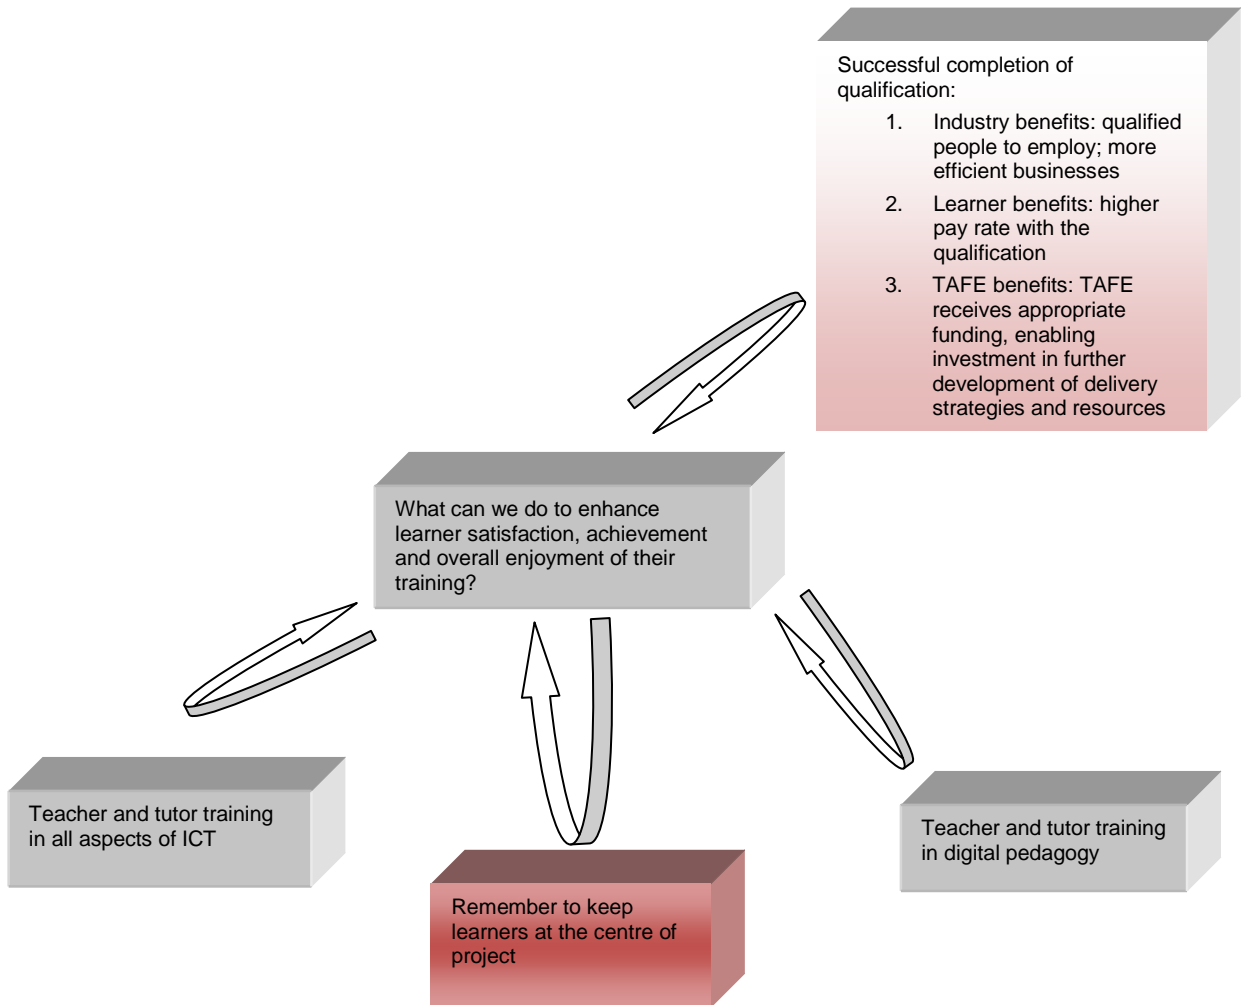 Successful completion of
qualification:
1. Industry benefits: qualified
people to employ; more
efficient businesses
2. Learner benefits: higher
pay rate with the
qualification
3. TAFE benefits: TAFE
receives appropriate
funding, enabling
investment in further
development of delivery
strategies and resources
What can we do to enhance
learner satisfaction, achievement
and overall enjoyment of their
training?
Teacher and tutor training
in all aspects of ICT
Remember to keep
learners at the centre of
project
Teacher and tutor training
in digital pedagogy